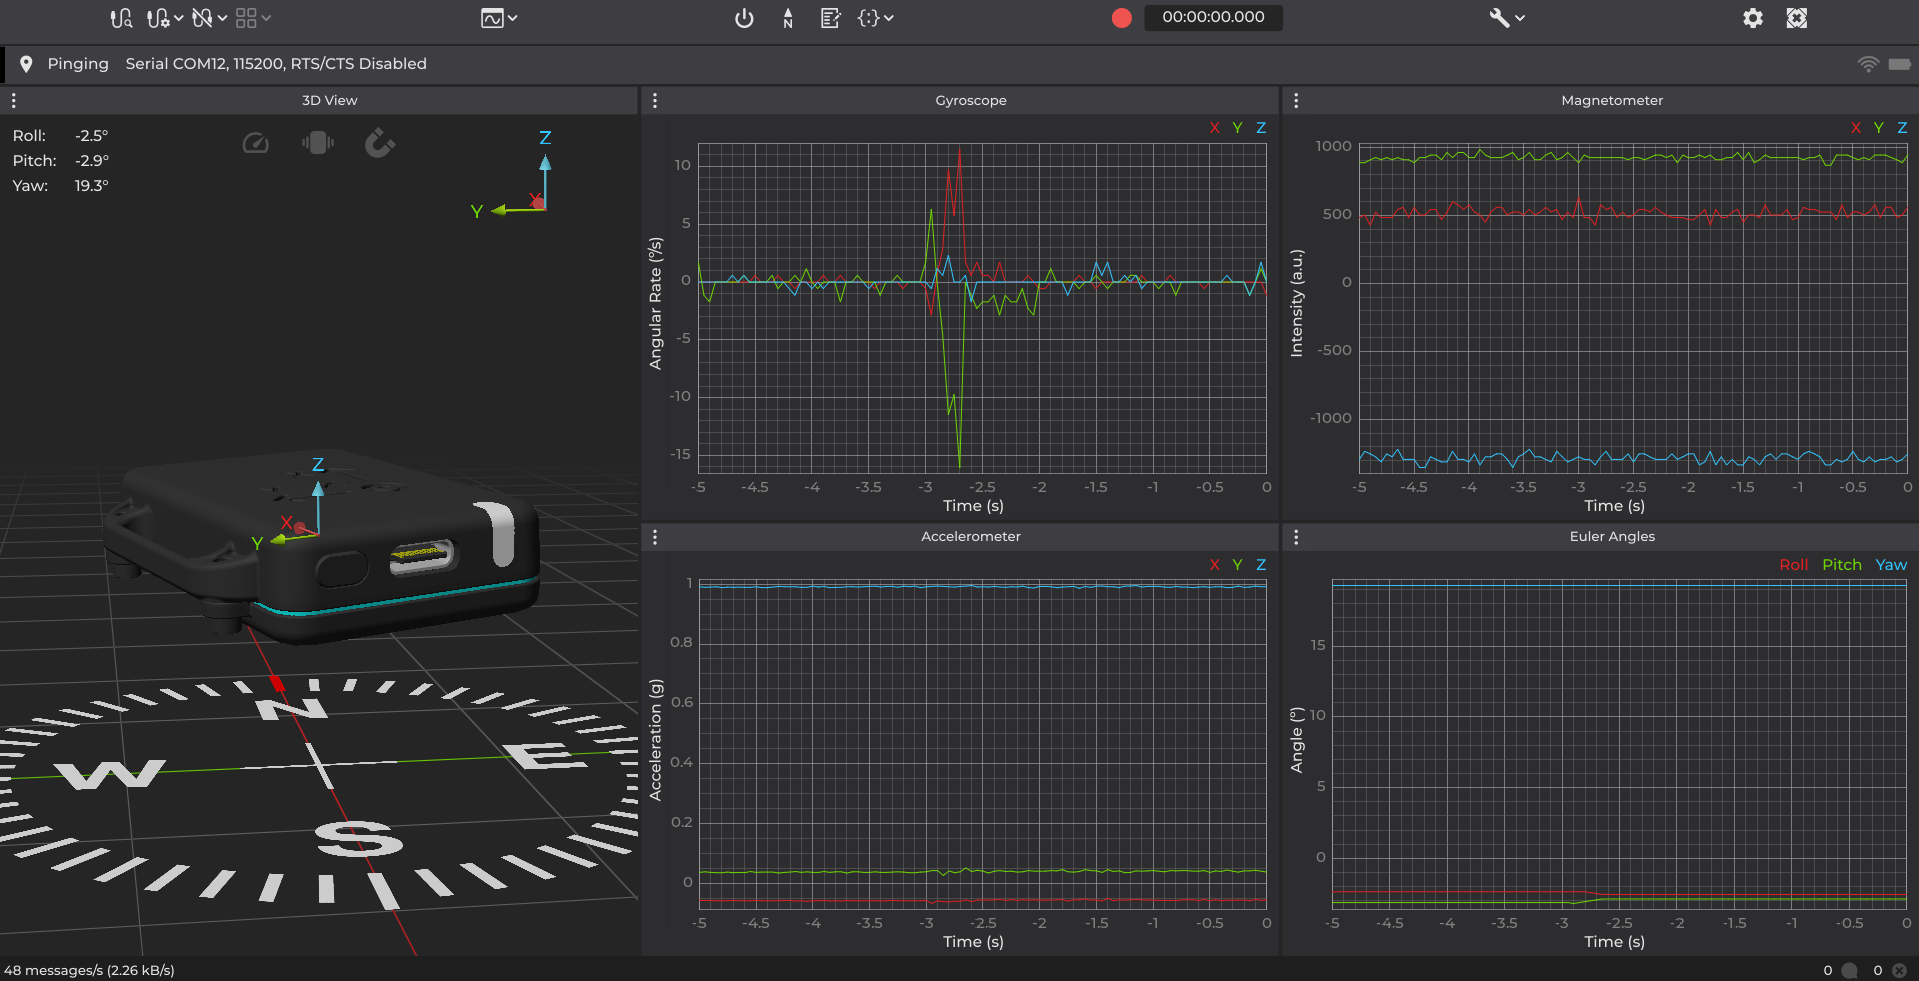 00:00:00.000
Pinging Serial COM12, 115200, RTS/CTS Disabled
3D View
Roll: -2.5°
Pitch: -2.9°
Yaw: 19.3°
Z
Y
X
Z
X
Y
N
W
E
S
Gyroscope
X Y Z
10
5
0
-5
-10
-15
Angular Rate (°/s)
-5 -4.5 -4 -3.5 -3 -2.5 -2 -1.5 -1 -0.5 0
Time (s)
Magnetometer
X Y Z
1000
500
0
-500
-1000
Intensity (a.u.)
-5 -4.5 -4 -3.5 -3 -2.5 -2 -1.5 -1 -0.5 0
Time (s)
Accelerometer
X Y Z
1
0.8
0.6
0.4
0.2
0
Acceleration (g)
-5 -4.5 -4 -3.5 -3 -2.5 -2 -1.5 -1 -0.5 0
Time (s)
Euler Angles
Roll Pitch Yaw
15
10
5
0
Angle (°)
-5 -4.5 -4 -3.5 -3 -2.5 -2 -1.5 -1 -0.5 0
Time (s)
48 messages/s (2.26 kB/s)
0 0